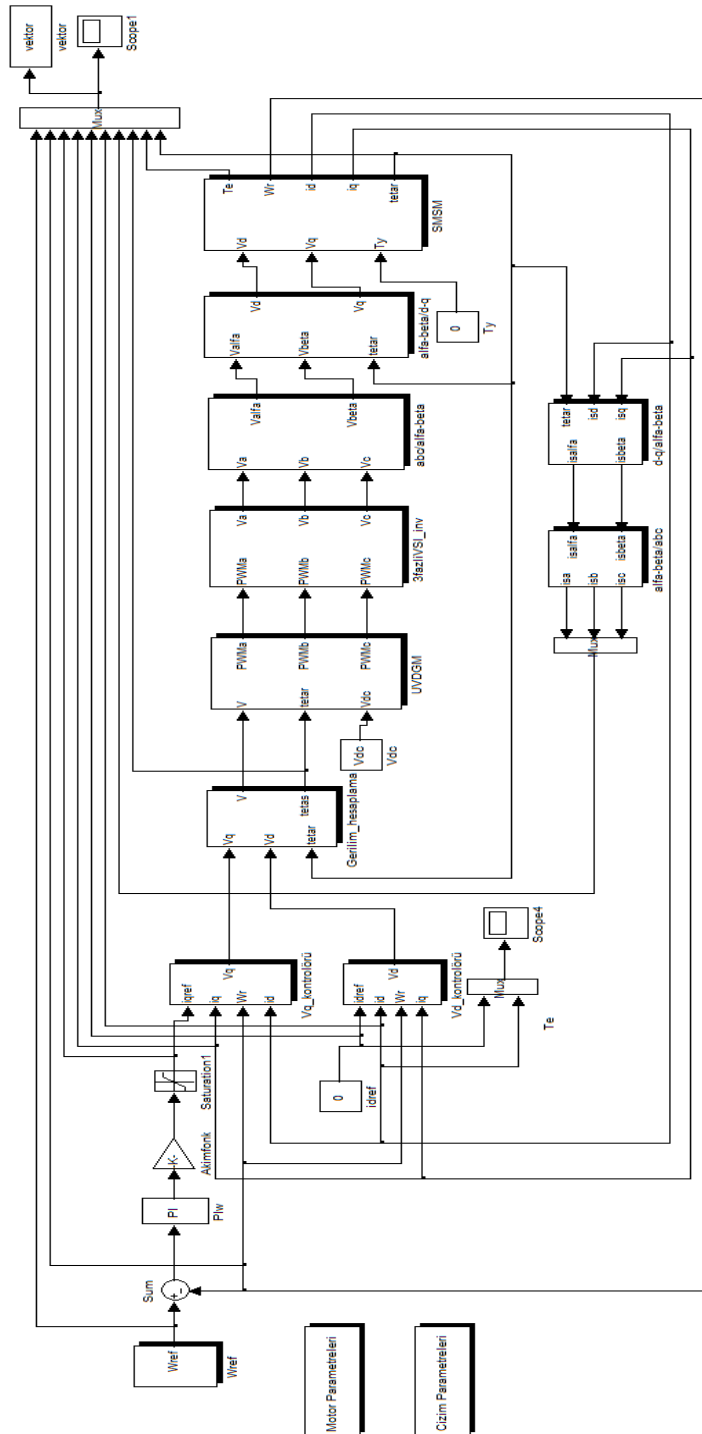 Wref
Wref
Sum
PI
PIw
-K-
Akimfonk
Saturation1
iqref
iq
Wr
id
Vq
Vq_kontrolörü
0
idref
idref
id
Wr
iq
Vd
Vd_kontrolörü
Mux
Te
Scope4
Vq
Vd
tetar
V
tetas
Gerilim_hesaplama
Vdc
Vdc
V
tetar
Vdc
PWMa
PWMb
PWMc
UVDGM
PWMa
PWMb
PWMc
Va
Vb
Vc
3fazliVSI_inv
Va
Vb
Vc
Valfa
Vbeta
abc/alfa-beta
Valfa
Vbeta
tetar
Vd
Vq
alfa-beta/d-q
0
Ty
Vd
Vq
Ty
Te
Wr
id
iq
tetar
SMSM
Mux
vektor
vektor
Scope1
tetar
isd
isq
isalfa
isbeta
d-q/alfa-beta
isalfa
isbeta
isa
isb
isc
alfa-beta/abc
Mux
Motor Parametreleri
Cizim Parametreleri